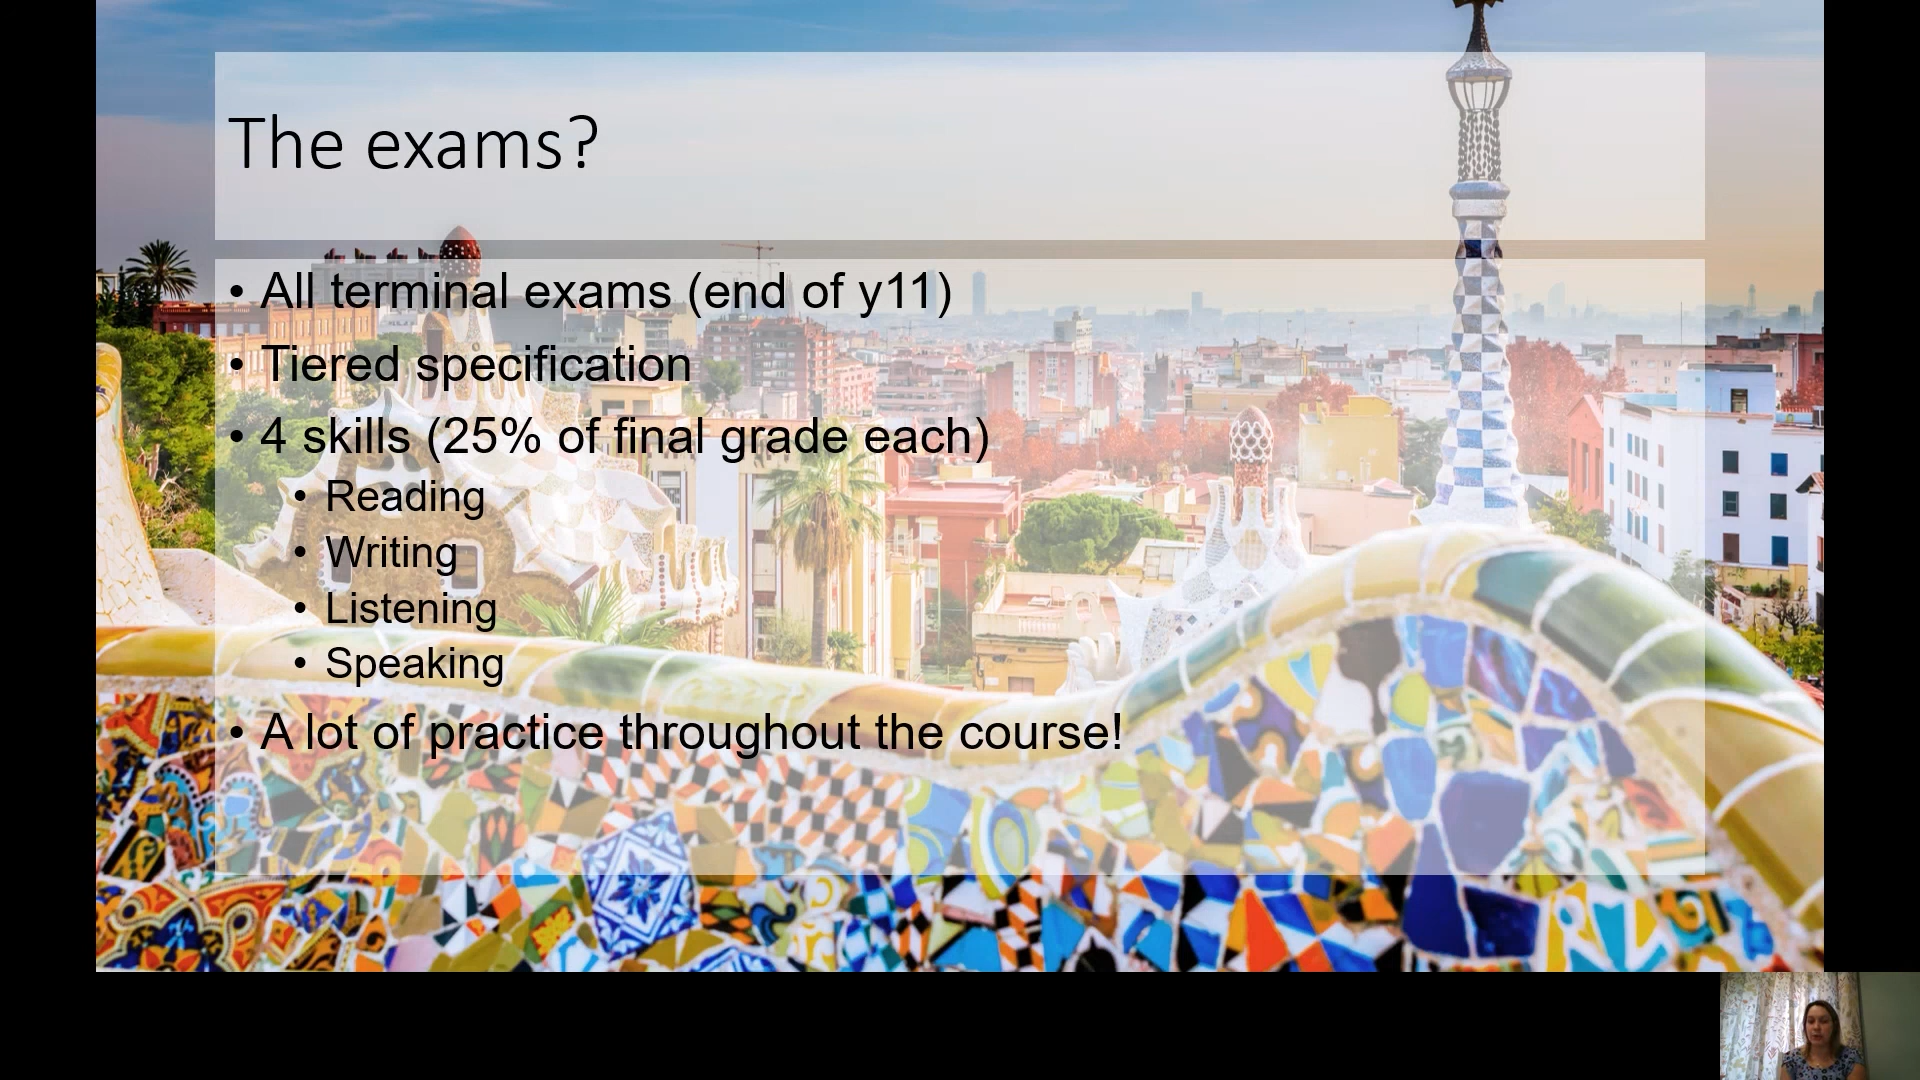 The exams?
• All terminal exams (end of y11)
• Tiered specification
• 4 skills (25% of final grade each)
• Reading
• Writing
• Listening
• Speaking
• A lot of practice throughout the course!